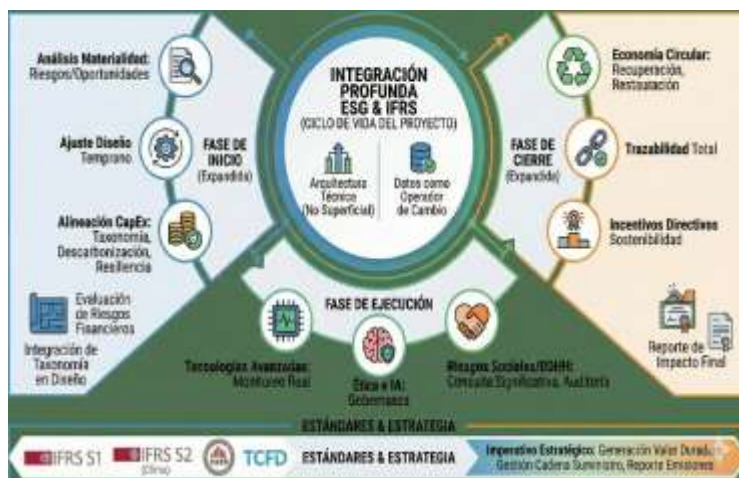 Análisis Materialidad:
Riesgos/Oportunidades
Ajuste Diseño
Temprano
Alineación CapEx:
Taxonomía,
Descarbonización,
Resiliencia
Evaluación
de Riesgos
Financieros
Integración de
Taxonomía
en Diseño
FASE DE
INICIO
(Expandida)
INTEGRACIÓN
PROFUNDA
ESG & IFRS
(CICLO DE VIDA DEL PROYECTO)
Arquitectura
Técnica
(No Superficial)
Datos como
Operador
de Cambio
FASE DE
CIERRE
(Expandida)
Economía Circular:
Recuperación,
Restauración
Trazabilidad Total
Incentivos Directivos
Sostenibilidad
Reporte de
Impacto Final
FASE DE EJECUCIÓN
Tecnologías Avanzadas:
Monitoreo Real
Ética e IA:
Gobernanza
Riesgos Sociales/DDHH:
Consulta Significativa, Auditoría
ESTÁNDARES & ESTRATEGIA
IFRS S1
IFRS S2
(Clima)
TCFD
ESTÁNDARES & ESTRATEGIA
Imperativo Estratégico: Generación Valor
Gestión Cadena Suministro, Reporte Emisiones